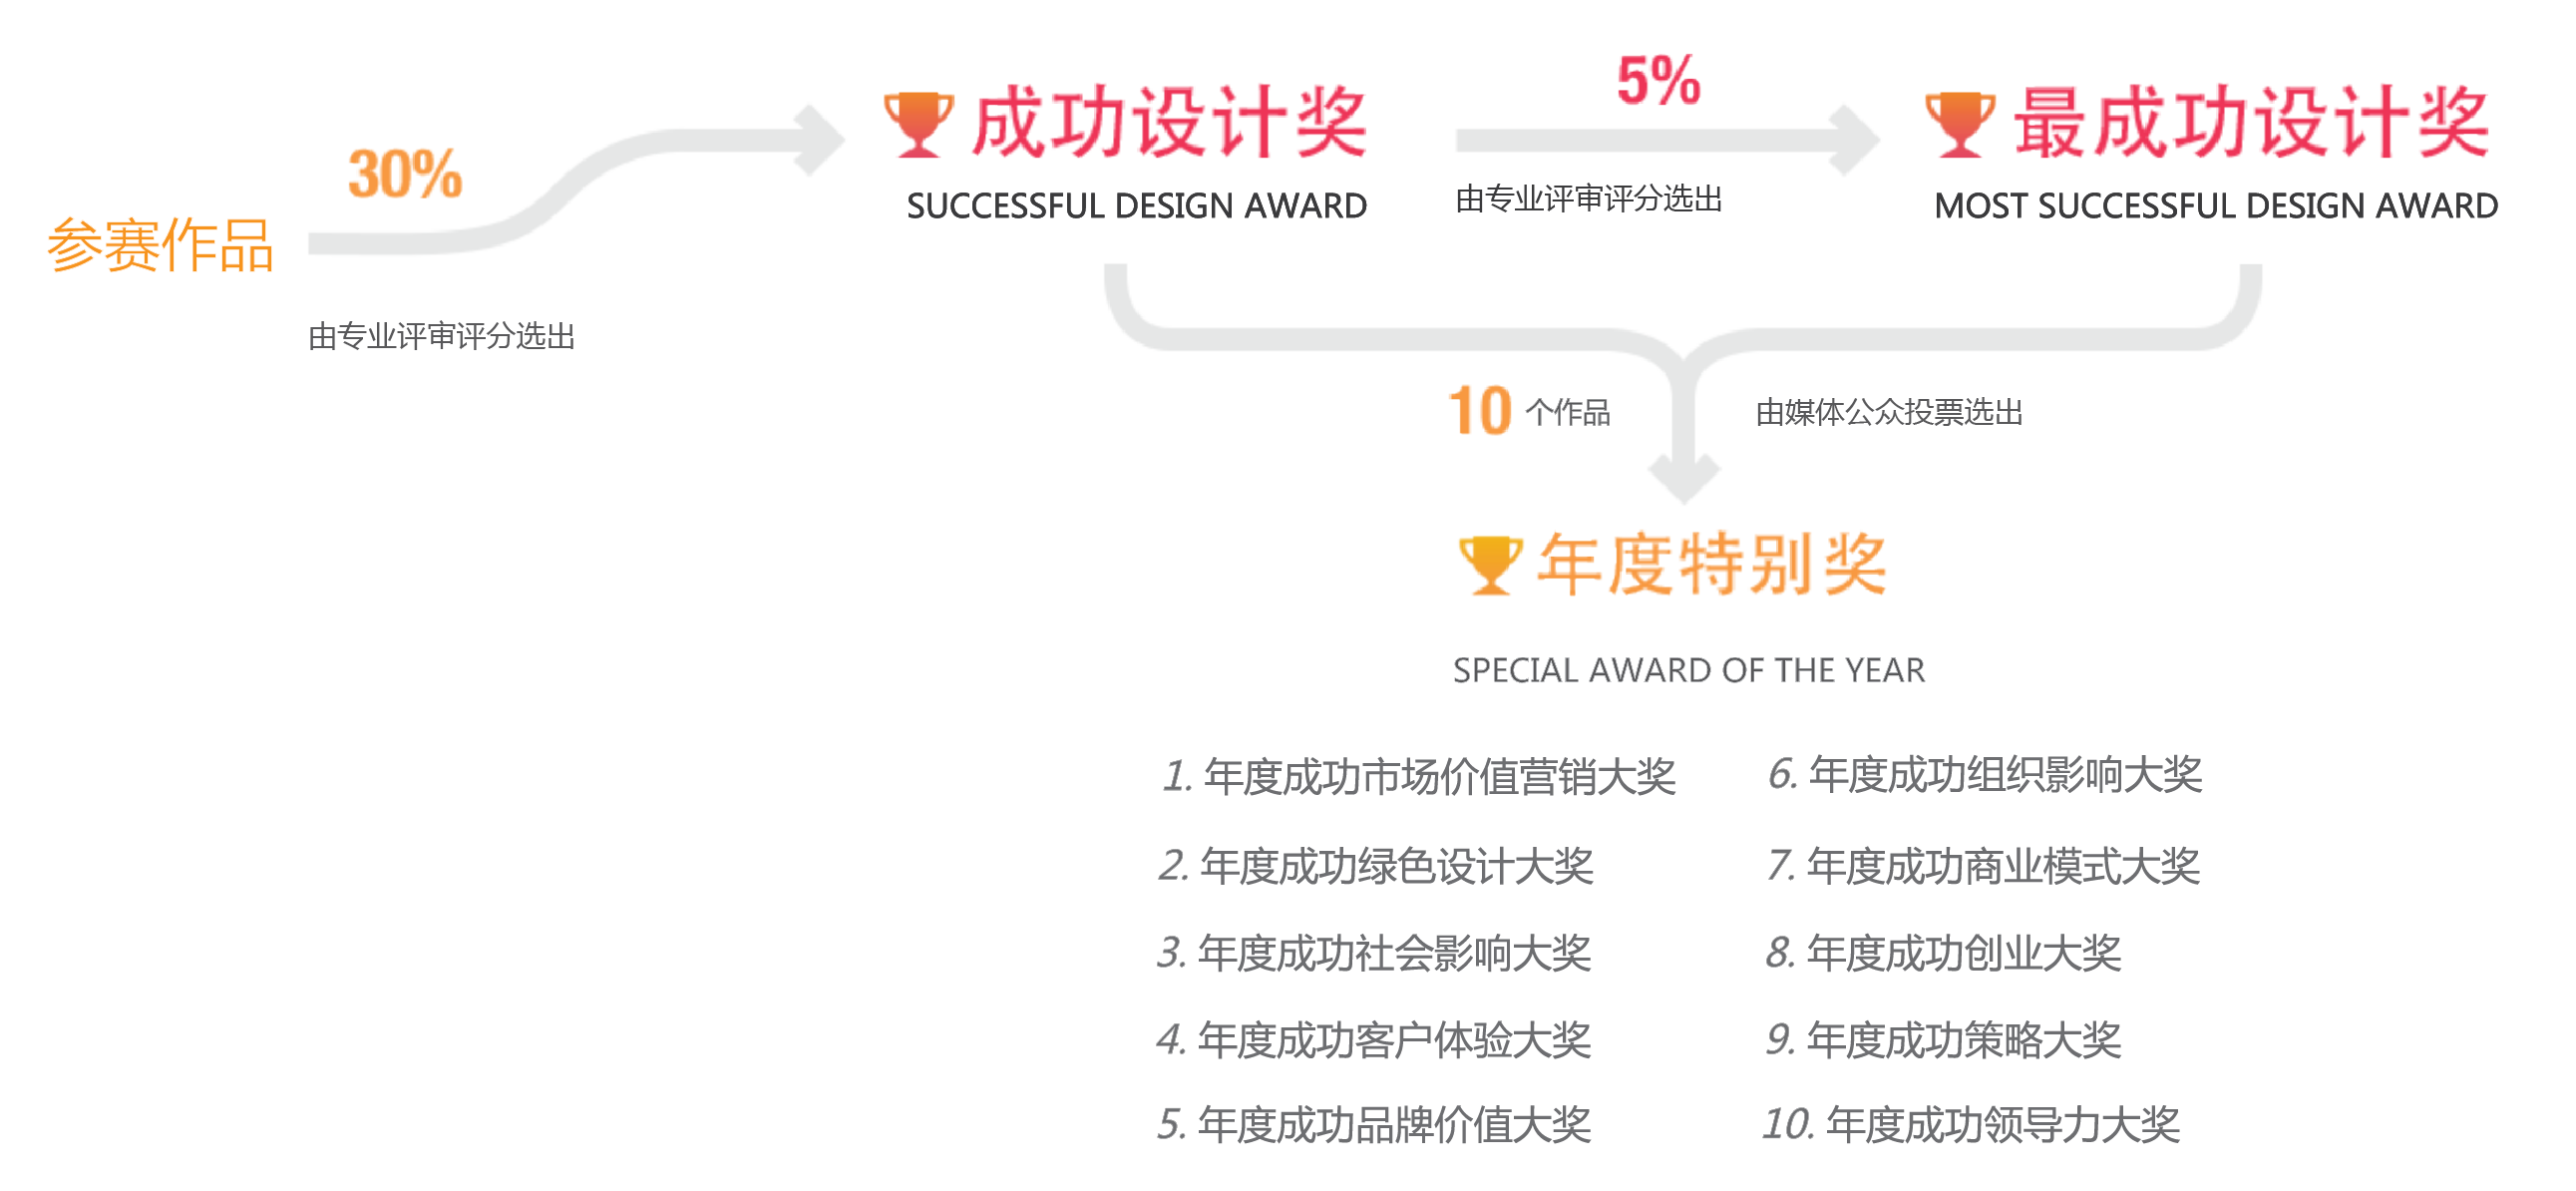 参赛作品
30%
由专业评审评分选出
成功设计奖
SUCCESSFUL DESIGN AWARD
5%
由专业评审评分选出
最成功设计奖
MOST SUCCESSFUL DESIGN AWARD
10 个作品
由媒体公众投票选出
年度特别奖
SPECIAL AWARD OF THE YEAR
1. 年度成功市场价值营销大奖
2. 年度成功绿色设计大奖
3. 年度成功社会影响大奖
4. 年度成功客户体验大奖
5. 年度成功品牌价值大奖
6. 年度成功组织影响大奖
7. 年度成功商业模式大奖
8. 年度成功创业大奖
9. 年度成功策略大奖
10. 年度成功领导力大奖